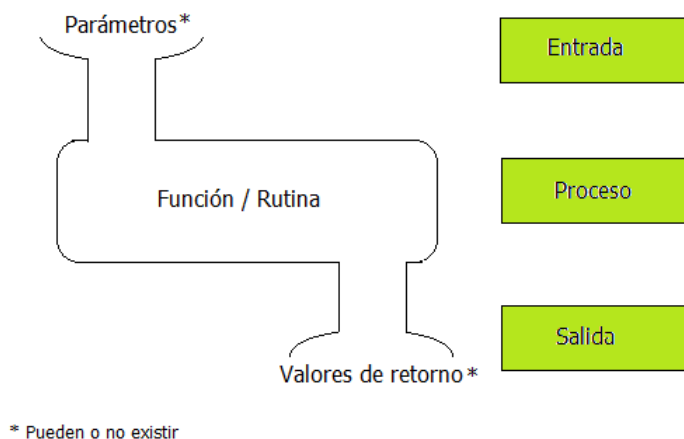 Parámetros*
Entrada
Función / Rutina
Proceso
Salida
Valores de retorno*
* Pueden o no existir